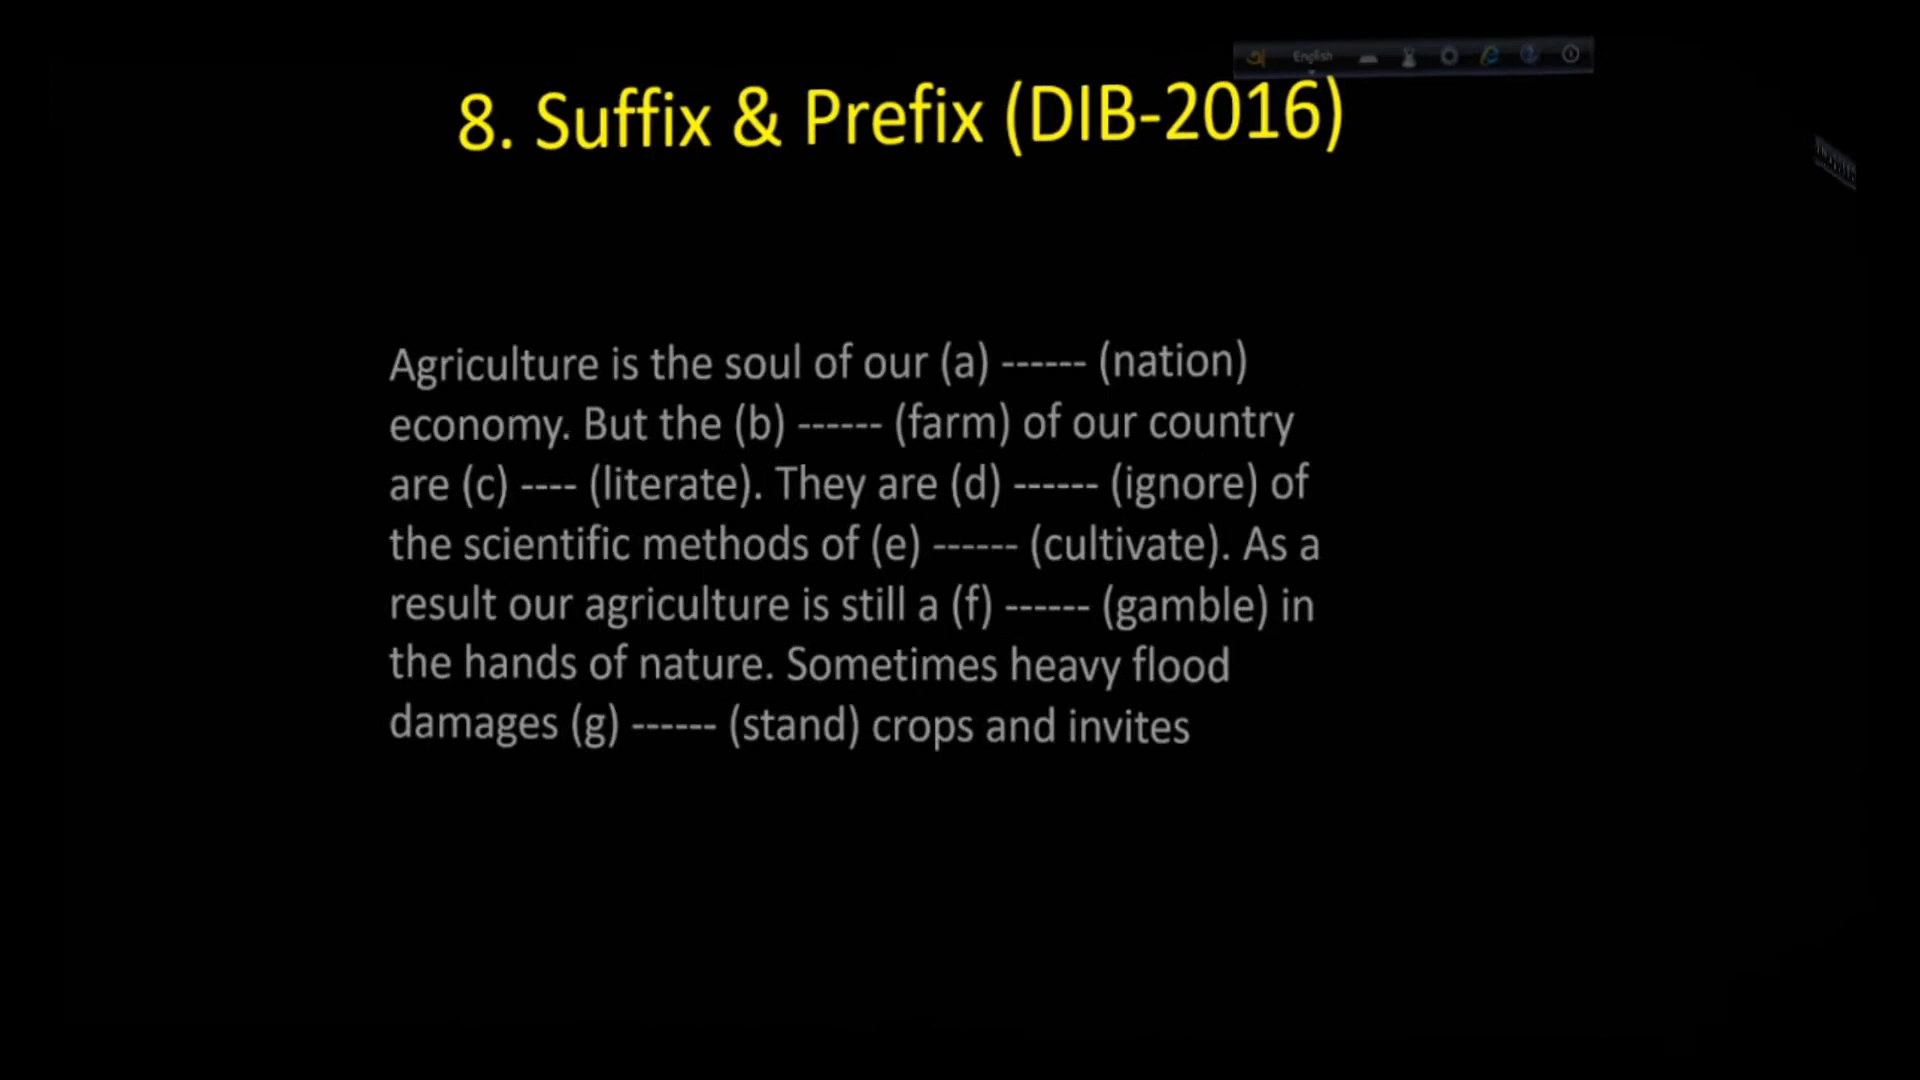 English
8. Suffix & Prefix (DIB-2016)
Agriculture is the soul of our (a) ------ (nation)
economy. But the (b) ------ (farm) of our country
are (c) ---- (literate). They are (d) ------ (ignore) of
the scientific methods of (e) ------ (cultivate). As a
result our agriculture is still a (f) ------ (gamble) in
the hands of nature. Sometimes heavy flood
damages (g) ------ (stand) crops and invites